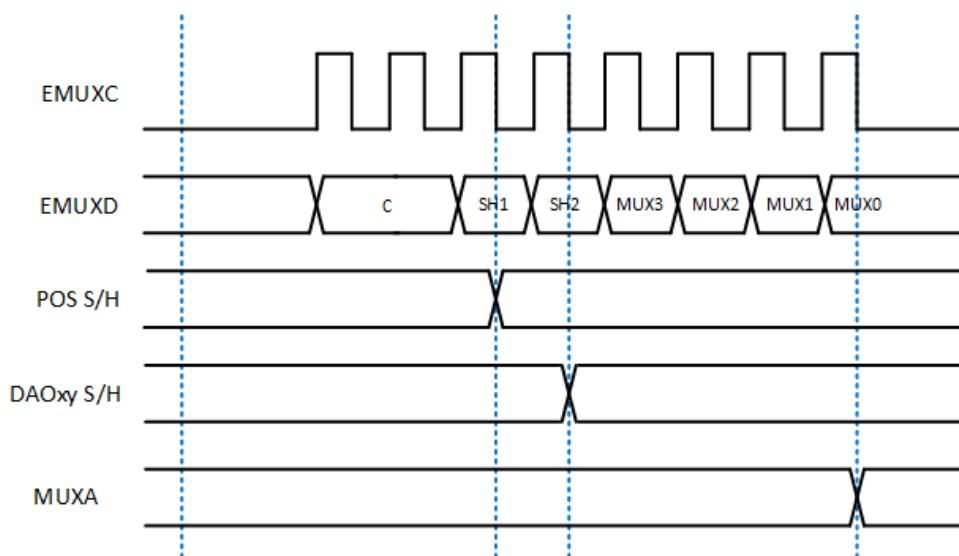 EMUXC
EMUXD
C SH1 SH2 MUX3 MUX2 MUX1 MUX0
POS S/H
DAOxy S/H
MUXA